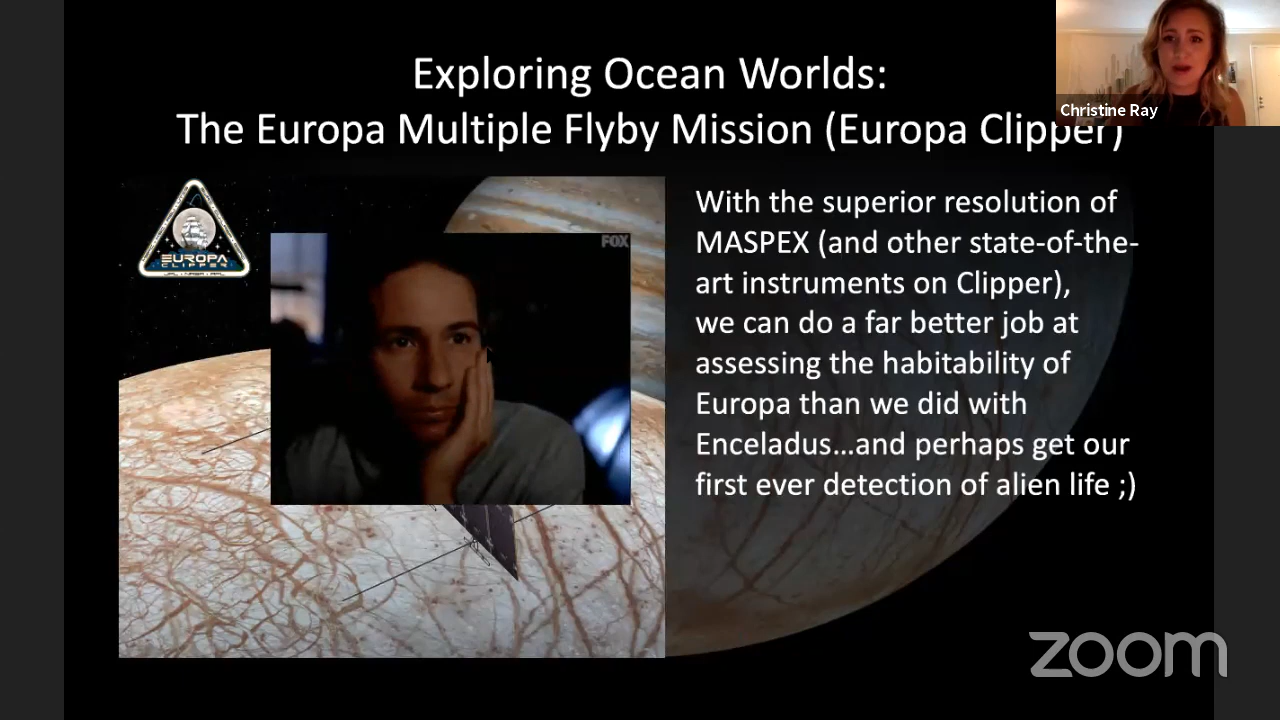 Exploring Ocean Worlds:
The Europa Multiple Flyby Mission (Europa Clipper)
Christine Ray
EUROPA
CLIPPER
JPL • NASA • APL
FOX
With the superior resolution of
MASPEX (and other state-of-the-
art instruments on Clipper),
we can do a far better job at
assessing the habitability of
Europa than we did with
Enceladus...and perhaps get our
first ever detection of alien life ;)
zoom